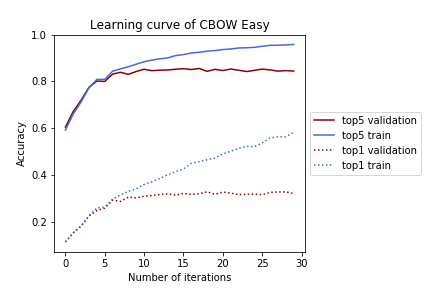 Learning curve of CBOW Easy
1.0
0.8
0.6
0.4
0.2
Accuracy
0 5 10 15 20 25 30
Number of iterations
top5 validation
top5 train
top1 validation
top1 train